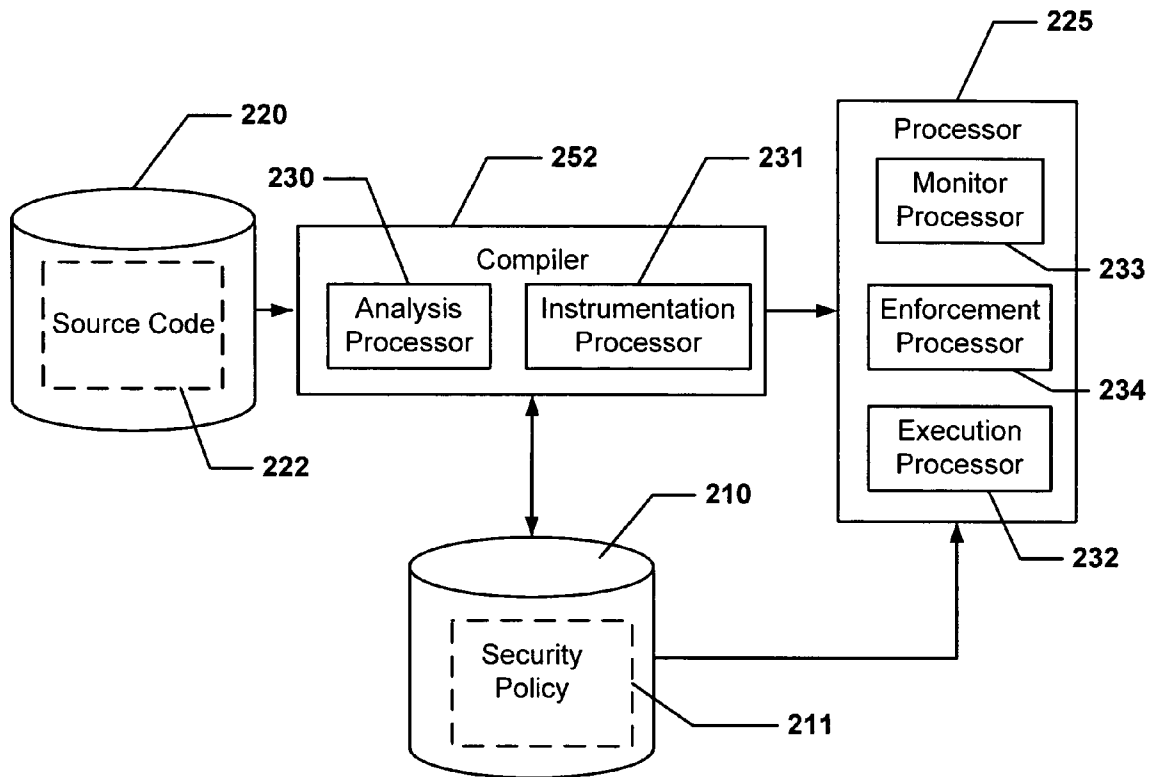 225
220
252
231
230
Processor
Monitor
Processor
233
Compiler
Source Code
Analysis
Processor
Instrumentation
Processor
Enforcement
Processor
234
222
Execution
Processor
232
210
Security
Policy
211